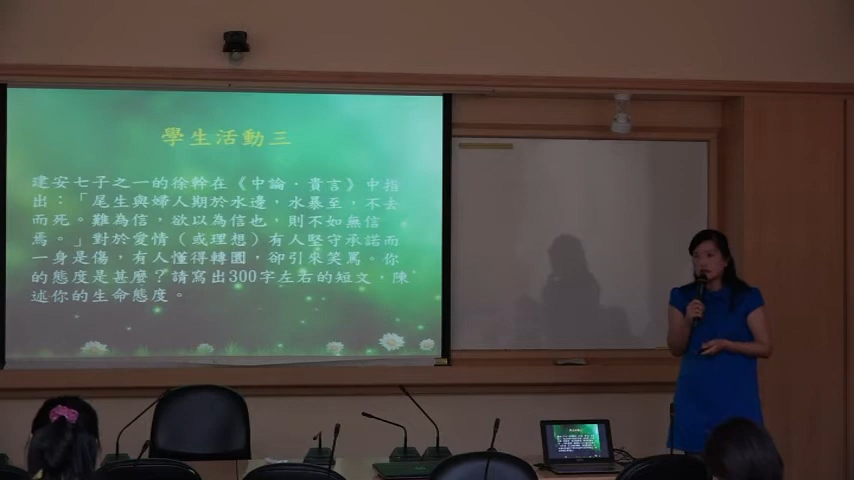 學生活動三
建安七子之一的徐幹在《中論．貴言》中指
出：「尾生與婦人期於水邊，水暴至，不去
而死。難為信，欲以為信也，則不如無信
焉。」對於愛情（或理想）有人堅守承諾而
一身是傷，有人懂得轉圜，卻引來笑罵。你
的態度是甚麼？請寫出300字左右的短文，陳
述你的生命態度。